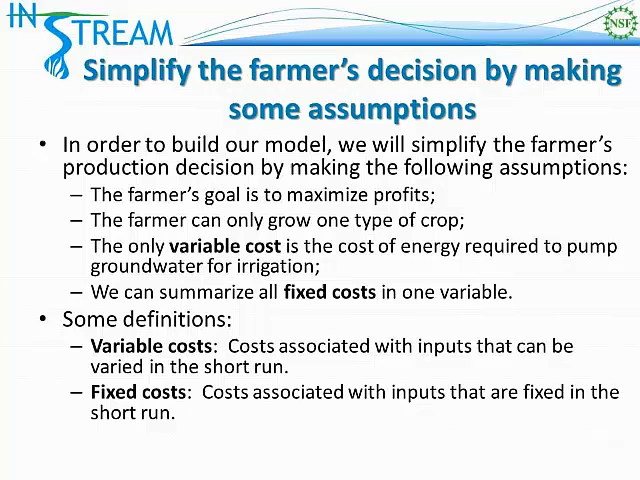 IN STREAM
NSF
Simplify the farmer's decision by making
some assumptions
• In order to build our model, we will simplify the farmer's
production decision by making the following assumptions:
– The farmer's goal is to maximize profits;
– The farmer can only grow one type of crop;
– The only variable cost is the cost of energy required to pump
groundwater for irrigation;
– We can summarize all fixed costs in one variable.
• Some definitions:
– Variable costs: Costs associated with inputs that can be
varied in the short run.
– Fixed costs: Costs associated with inputs that are fixed in the
short run.